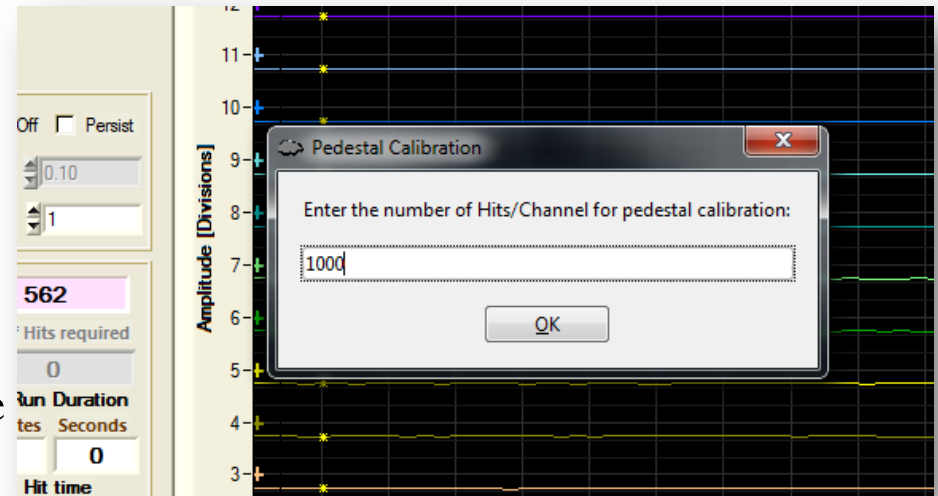 12
11
10
Off Persist
9
0.10
8
1
7
6
5
4
3
Amplitude [Divisions]
Pedestal Calibration
Enter the number of Hits/Channel for pedestal calibration:
1000
OK
562
Hits required
0
Run Duration
Seconds
0
Hit time